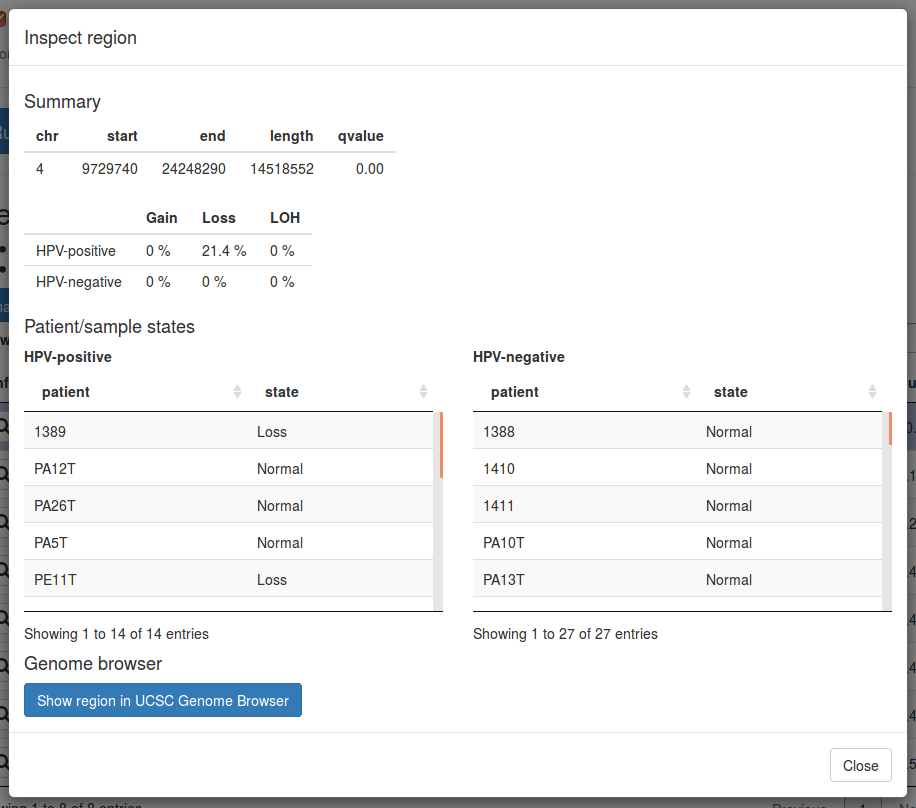 Inspect region
Summary
chr start end length qvalue
4 9729740 24248290 14518552 0.00
Gain Loss LOH
HPV-positive 0 % 21.4 % 0 %
HPV-negative 0 % 0 % 0 %
Patient/sample states
HPV-positive
patient state
1389 Loss
PA12T Normal
PA26T Normal
PA5T Normal
PE11T Loss
Showing 1 to 14 of 14 entries
HPV-negative
patient state
1388 Normal
1410 Normal
1411 Normal
PA10T Normal
PA13T Normal
Showing 1 to 27 of 27 entries
Genome browser
Show region in UCSC Genome Browser
Close